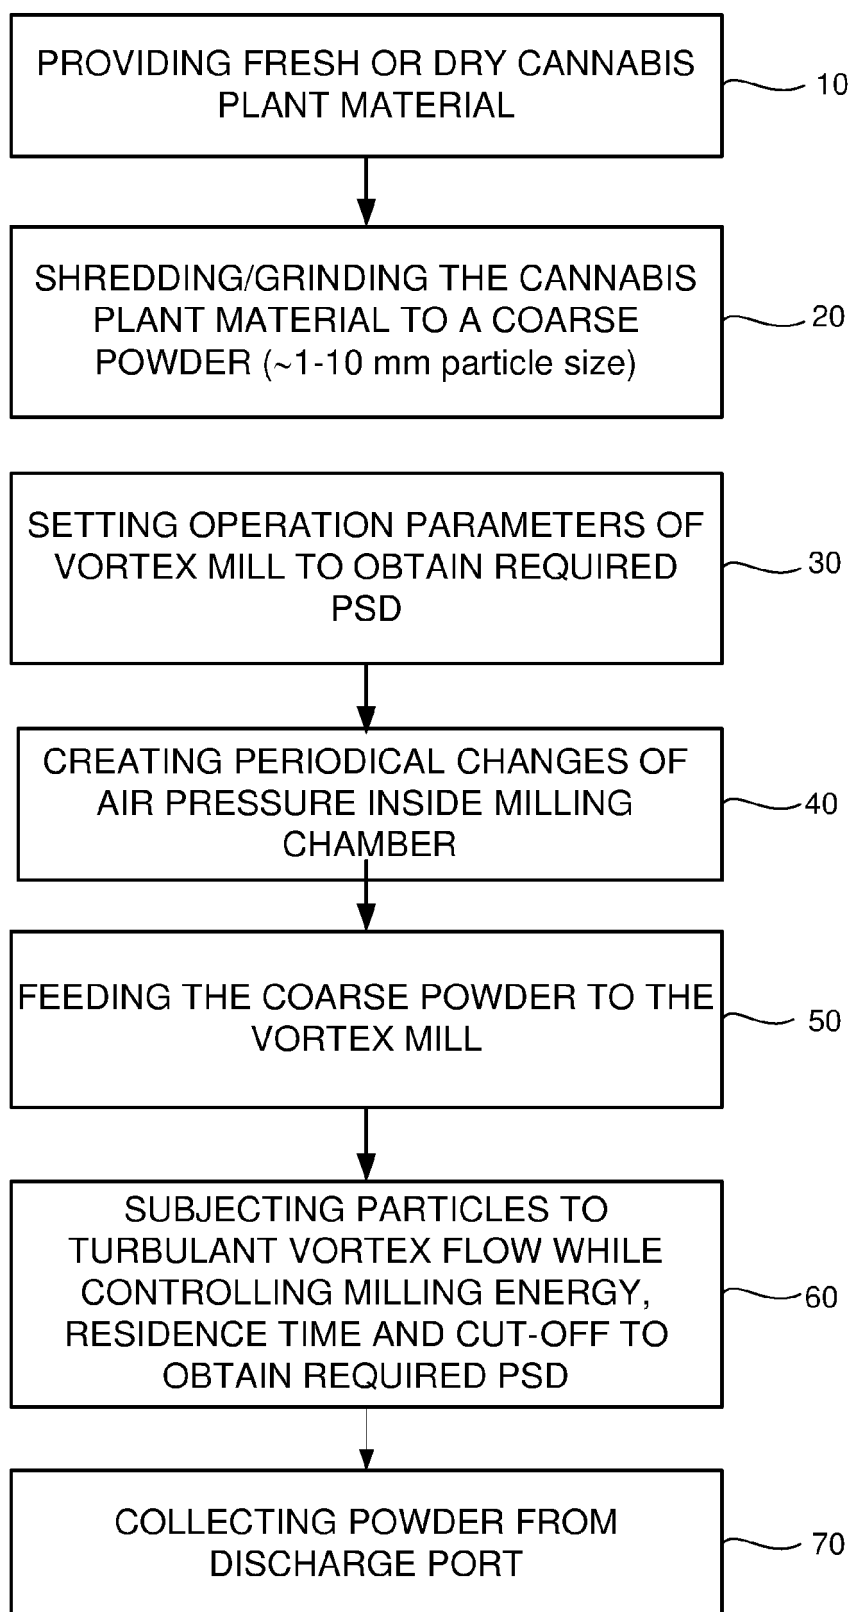 PROVIDING FRESH OR DRY CANNABIS
PLANT MATERIAL
10
SHREDDING/GRINDING THE CANNABIS
PLANT MATERIAL TO A COARSE
POWDER (~1-10 mm particle size)
20
SETTING OPERATION PARAMETERS OF
VORTEX MILL TO OBTAIN REQUIRED
PSD
30
CREATING PERIODICAL CHANGES OF
AIR PRESSURE INSIDE MILLING
CHAMBER
40
FEEDING THE COARSE POWDER TO THE
VORTEX MILL
50
SUBJECTING PARTICLES TO
TURBULANT VORTEX FLOW WHILE
CONTROLLING MILLING ENERGY,
RESIDENCE TIME AND CUT-OFF TO
OBTAIN REQUIRED PSD
60
COLLECTING POWDER FROM
DISCHARGE PORT
70